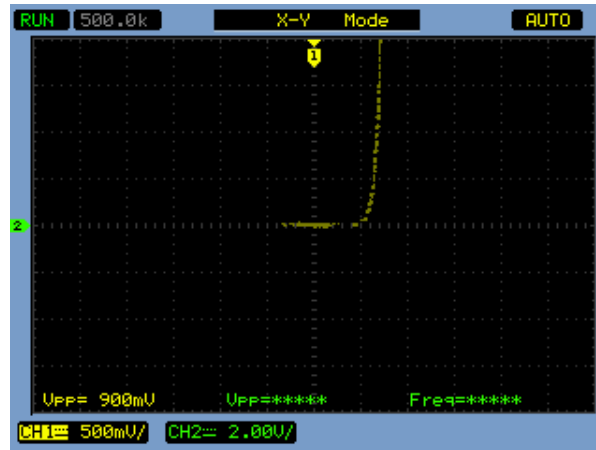 RUN 500.0k X-Y Mode AUTO
1
2
Vpp= 900mV Vpp=***** Freq=*****
CH1 500mV/ CH2 2.00V/